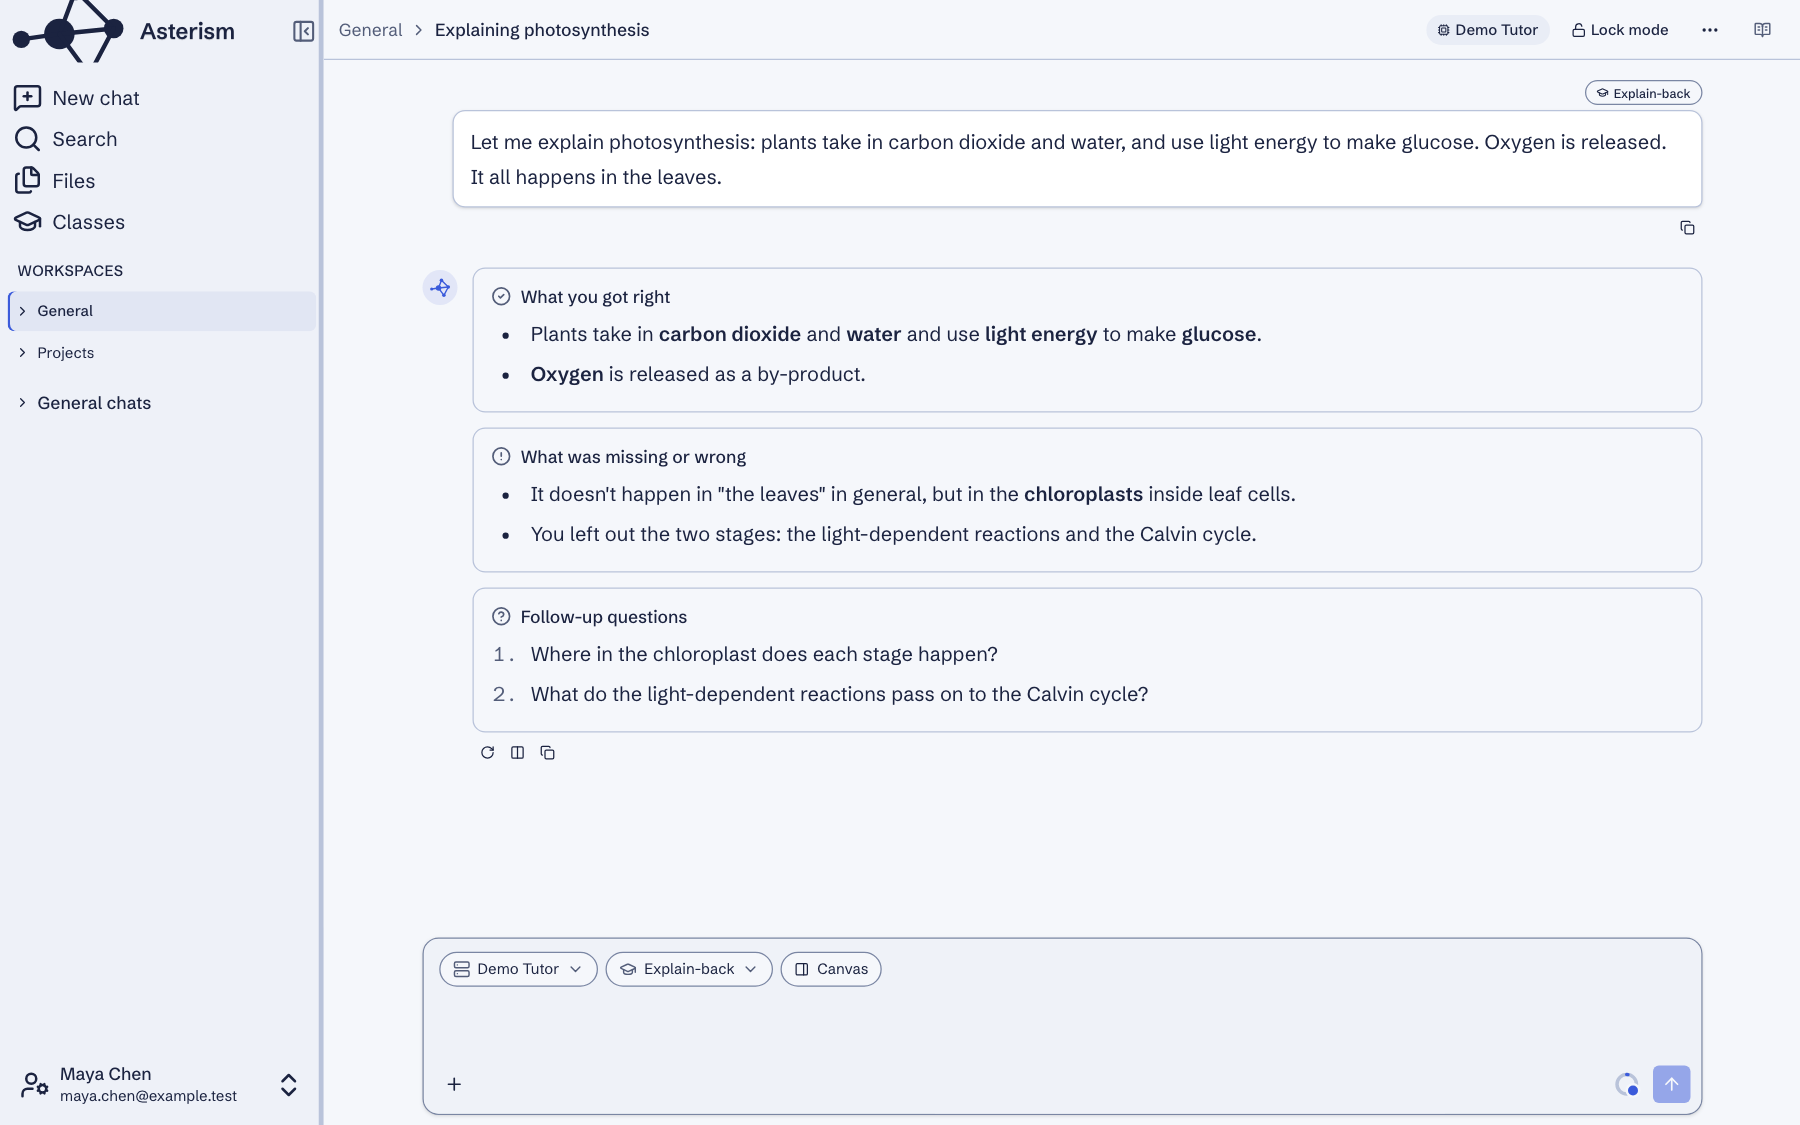 Asterism
New chat
Search
Files
Classes
WORKSPACES
General
Projects
General chats
Maya Chen
maya.chen@example.test
General > Explaining photosynthesis
Demo Tutor
Lock mode
Explain-back
Let me explain photosynthesis: plants take in carbon dioxide and water, and use light energy to make glucose. Oxygen is released.
It all happens in the leaves.
What you got right
• Plants take in carbon dioxide and water and use light energy to make glucose.
• Oxygen is released as a by-product.
What was missing or wrong
• It doesn't happen in "the leaves" in general, but in the chloroplasts inside leaf cells.
• You left out the two stages: the light-dependent reactions and the Calvin cycle.
Follow-up questions
1. Where in the chloroplast does each stage happen?
2. What do the light-dependent reactions pass on to the Calvin cycle?
Demo Tutor
Explain-back
Canvas